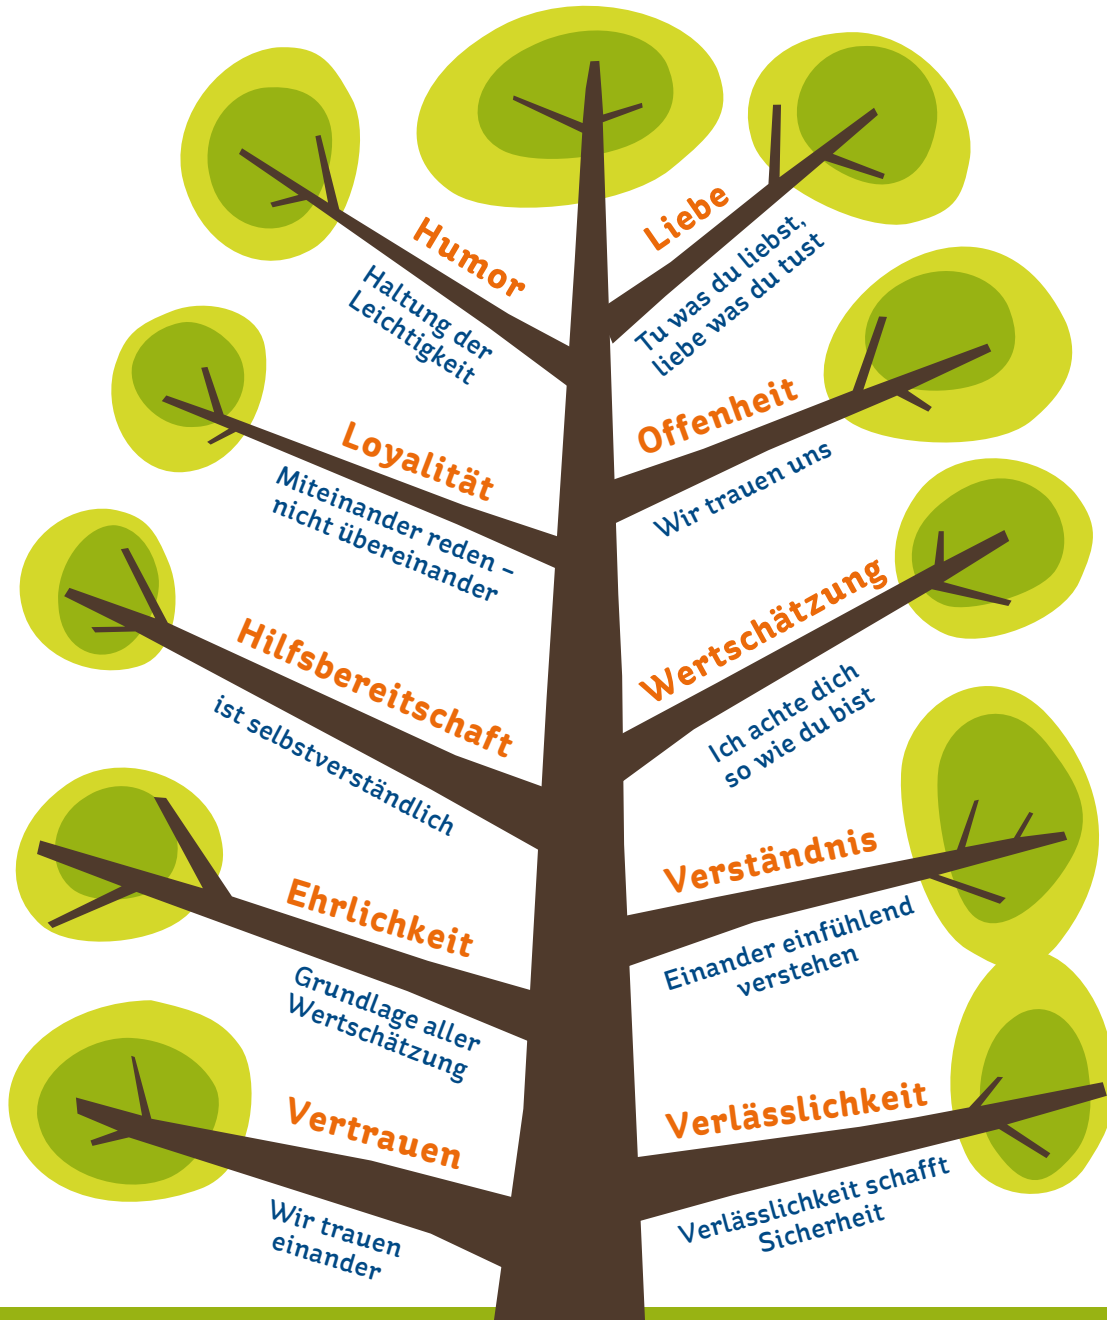 Humor
Haltung der
Leichtigkeit
Liebe
Tu was du liebst,
liebe was du tust
Loyalität
Miteinander reden –
nicht übereinander
Offenheit
Wir trauen uns
Hilfsbereitschaft
ist selbstverständlich
Wertschätzung
Ich achte dich
so wie du bist
Ehrlichkeit
Grundlage aller
Wertschätzung
Verständnis
Einander einfühlend
verstehen
Vertrauen
Wir trauen
einander
Verlässlichkeit
Verlässlichkeit schafft
Sicherheit